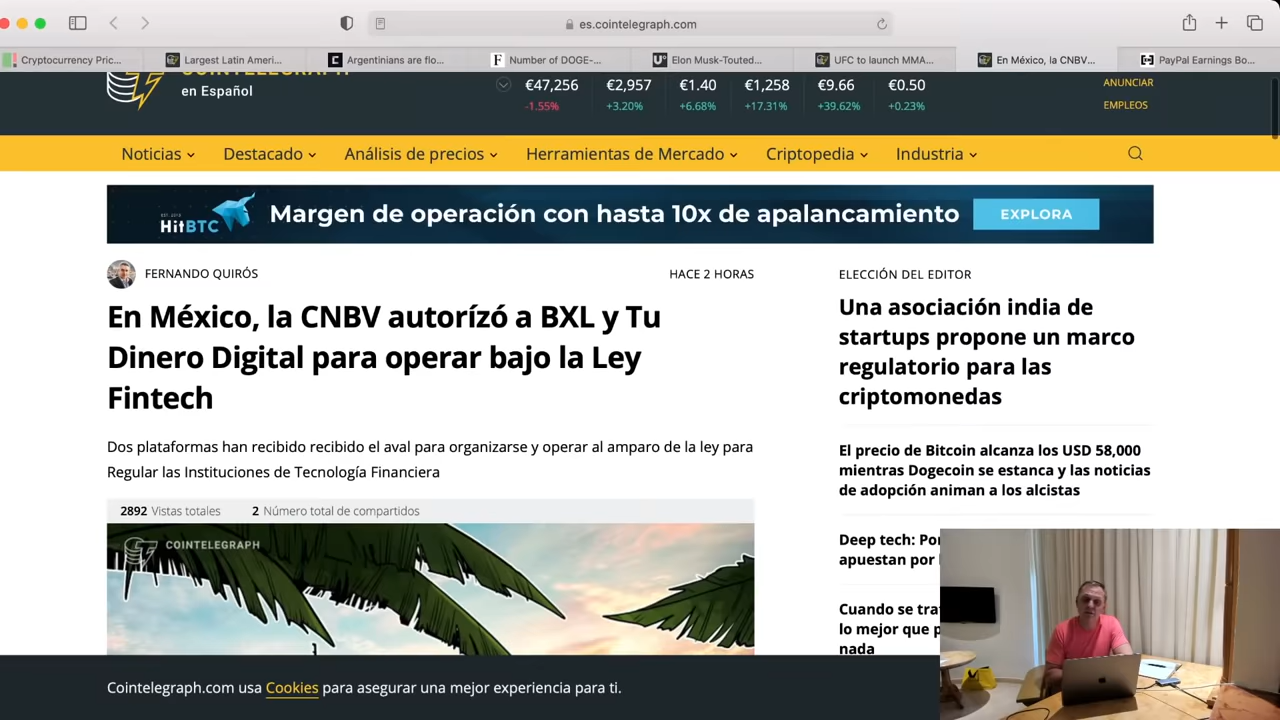 es.cointelegraph.com
Cryptocurrency Pric...
Largest Latin Ameri...
Argentinians are flo...
Number of DOGE-...
Elon Musk-Touted...
UFC to launch MMA...
En México, la CNBV...
PayPal Earnings Bo...
en Español
€47,256 €2,957 €1.40 €1,258 €9.66 €0.50
-1.55% +3.20% +6.68% +17.31% +39.62% +0.23%
ANUNCIAR
EMPLEOS
Noticias Destacado Análisis de precios Herramientas de Mercado Criptopedia Industria
HitBTC Margen de operación con hasta 10x de apalancamiento EXPLORA
FERNANDO QUIRÓS HACE 2 HORAS
En México, la CNBV autorízó a BXL y Tu
Dinero Digital para operar bajo la Ley
Fintech
Dos plataformas han recibido recibido el aval para organizarse y operar al amparo de la ley para
Regular las Instituciones de Tecnología Financiera
2892 Vistas totales 2 Número total de compartidos
COINTELEGRAPH
ELECCIÓN DEL EDITOR
Una asociación india de
startups propone un marco
regulatorio para las
criptomonedas
El precio de Bitcoin alcanza los USD 58,000
mientras Dogecoin se estanca y las noticias
de adopción animan a los alcistas
Deep tech:
apuestan por
Cuando se
lo mejor que
nada
Cointelegraph.com usa Cookies para asegurar una mejor experiencia para ti.